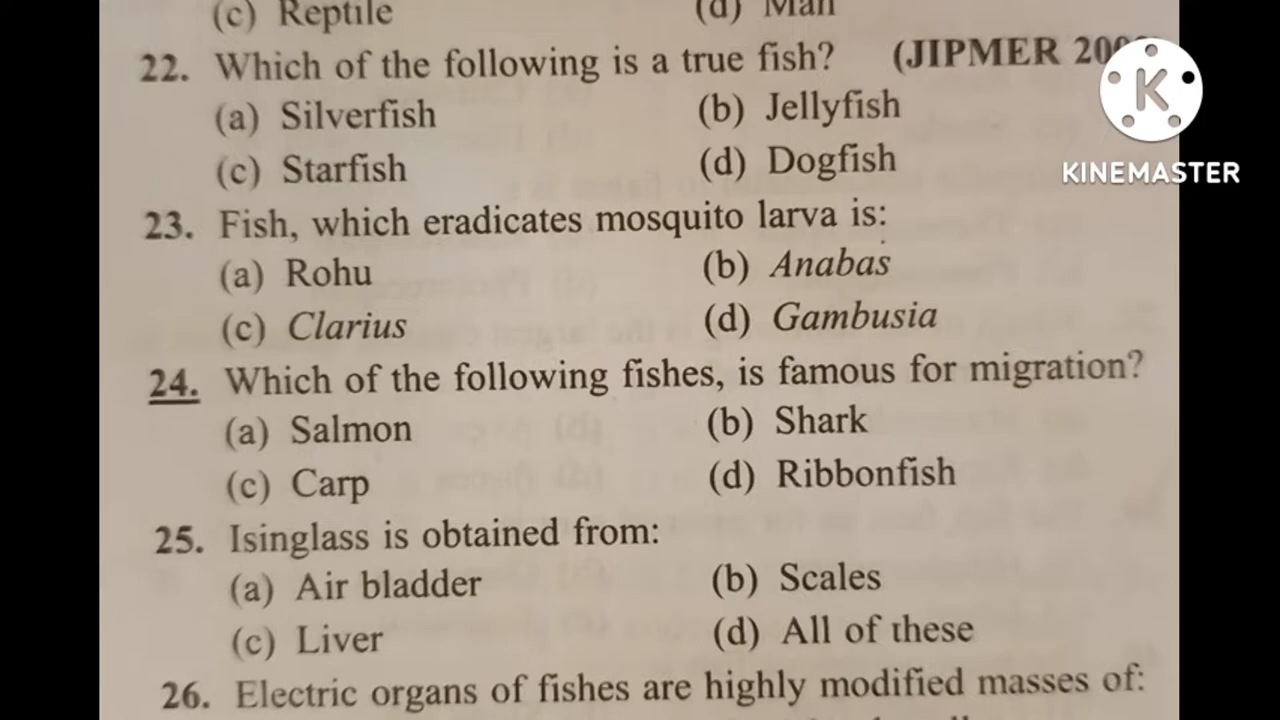 (c) Reptile (d) Man
22. Which of the following is a true fish? (JIPMER 200
(a) Silverfish (b) Jellyfish
(c) Starfish (d) Dogfish
23. Fish, which eradicates mosquito larva is:
(a) Rohu (b) Anabas
(c) Clarius (d) Gambusia
24. Which of the following fishes, is famous for migration?
(a) Salmon (b) Shark
(c) Carp (d) Ribbonfish
25. Isinglass is obtained from:
(a) Air bladder (b) Scales
(c) Liver (d) All of these
26. Electric organs of fishes are highly modified masses of:
K
KINEMASTER